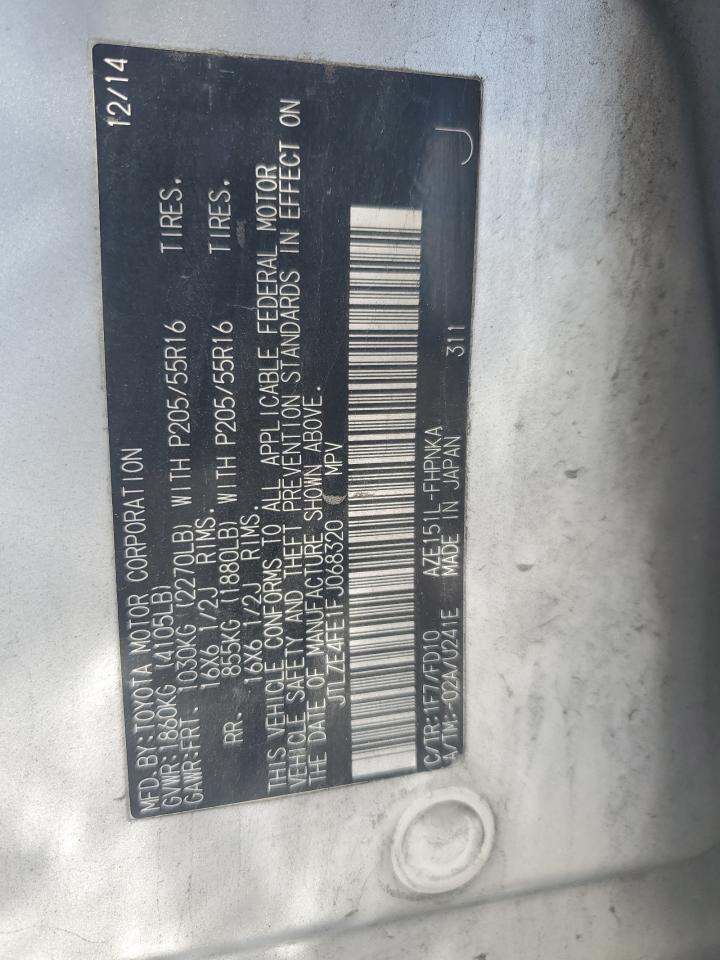 MFD. BY: TOYOTA MOTOR CORPORATION 12/14
GVWR: 1860KG (4105LB)
GAWR: FRT. 1030KG (2270LB) WITH P205/55R16 TIRES.
16X6 1/2J RIMS.
RR. 855KG (1880LB) WITH P205/55R16 TIRES.
16X6 1/2J RIMS.
THIS VEHICLE CONFORMS TO ALL APPLICABLE FEDERAL MOTOR
VEHICLE SAFETY AND THEFT PREVENTION STANDARDS IN EFFECT ON
THE DATE OF MANUFACTURE SHOWN ABOVE.
JTLZE4FE1FJ068320 MPV
C/TR: 1F7/FD10 AZE151L-FHPNKA
A/TM: -02A/U241E MADE IN JAPAN 311 J